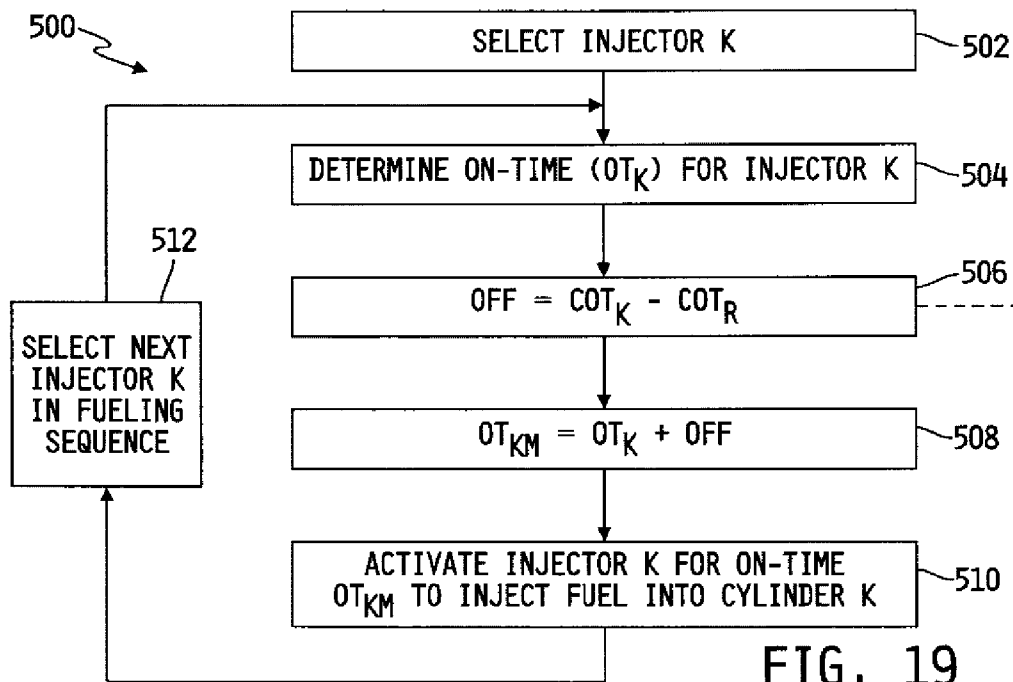 500
SELECT INJECTOR K
502
DETERMINE ON-TIME (OT_K) FOR INJECTOR K
504
512
506
OFF = COT_K - COT_R
SELECT NEXT
INJECTOR K
IN FUELING
SEQUENCE
OT_KM = OT_K + OFF
508
ACTIVATE INJECTOR K FOR ON-TIME
OT_KM TO INJECT FUEL INTO CYLINDER K
510
FIG. 19